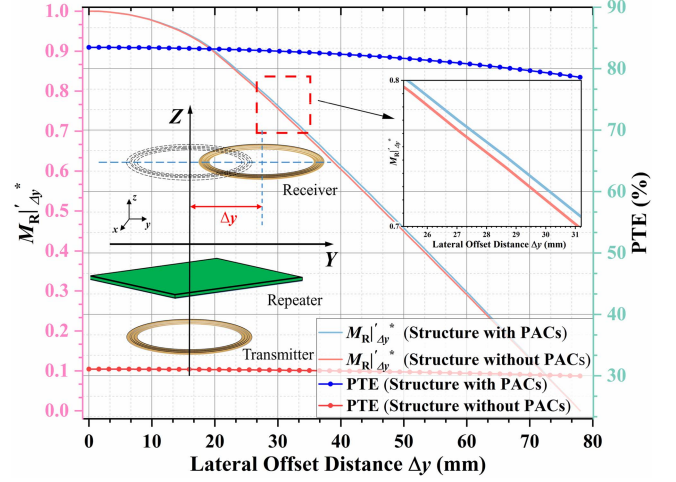 1.0
0.9
0.8
0.7
0.6
0.5
0.4
0.3
0.2
0.1
0.0
M_R|'_Δy*
90
80
70
60
50
40
30
PTE (%)
0 10 20 30 40 50 60 70 80
Lateral Offset Distance Δy (mm)
Z
Receiver
z
x y
Δy
Y
Repeater
Transmitter
0.8
0.7
M_R|'_Δy*
26 27 28 29 30 31
Lateral Offset Distance Δy (mm)
M_R|'_Δy* (Structure with PACs)
M_R|'_Δy* (Structure without PACs)
PTE (Structure with PACs)
PTE (Structure without PACs)